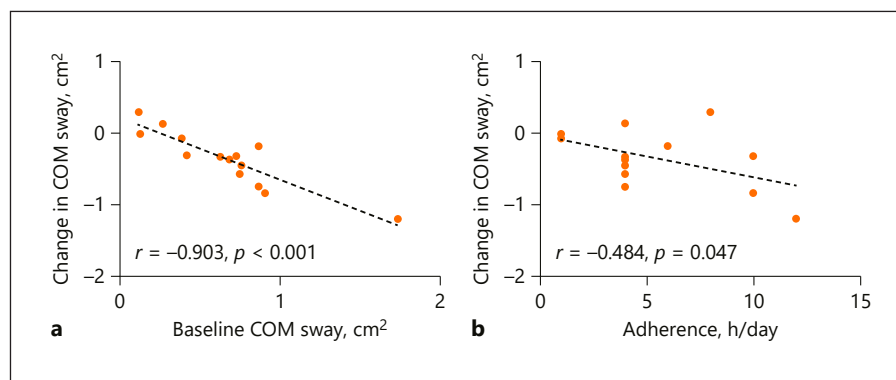 1
0
−1
−2
Change in COM sway, cm²
r = −0.903, p < 0.001
0
1
2
a
Baseline COM sway, cm²
1
0
−1
−2
Change in COM sway, cm²
r = −0.484, p = 0.047
0
5
10
15
b
Adherence, h/day